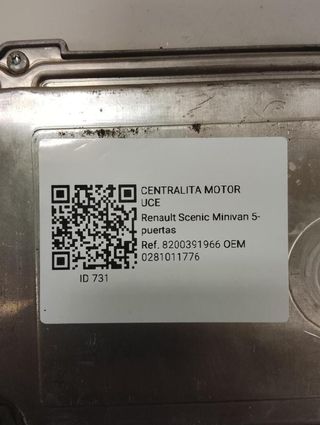 CENTRALITA MOTOR
UCE
Renault Scenic Minivan 5-
puertas
Ref. 8200391966 OEM
0281011776
ID 731